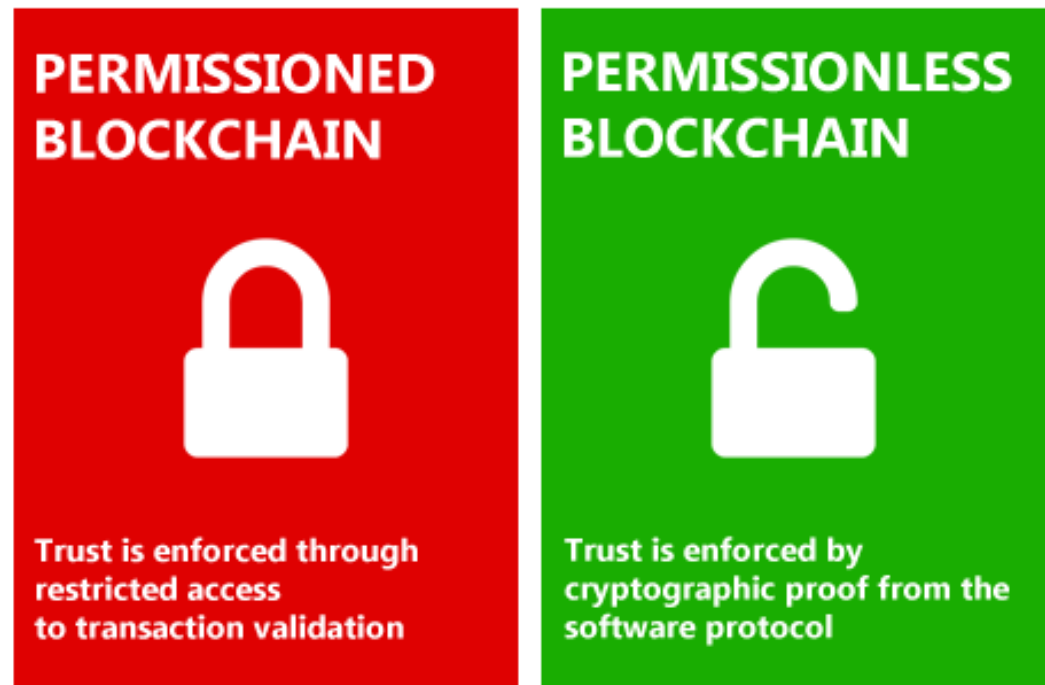 PERMISSIONED
BLOCKCHAIN
Trust is enforced through
restricted access
to transaction validation
PERMISSIONLESS
BLOCKCHAIN
Trust is enforced by
cryptographic proof from the
software protocol